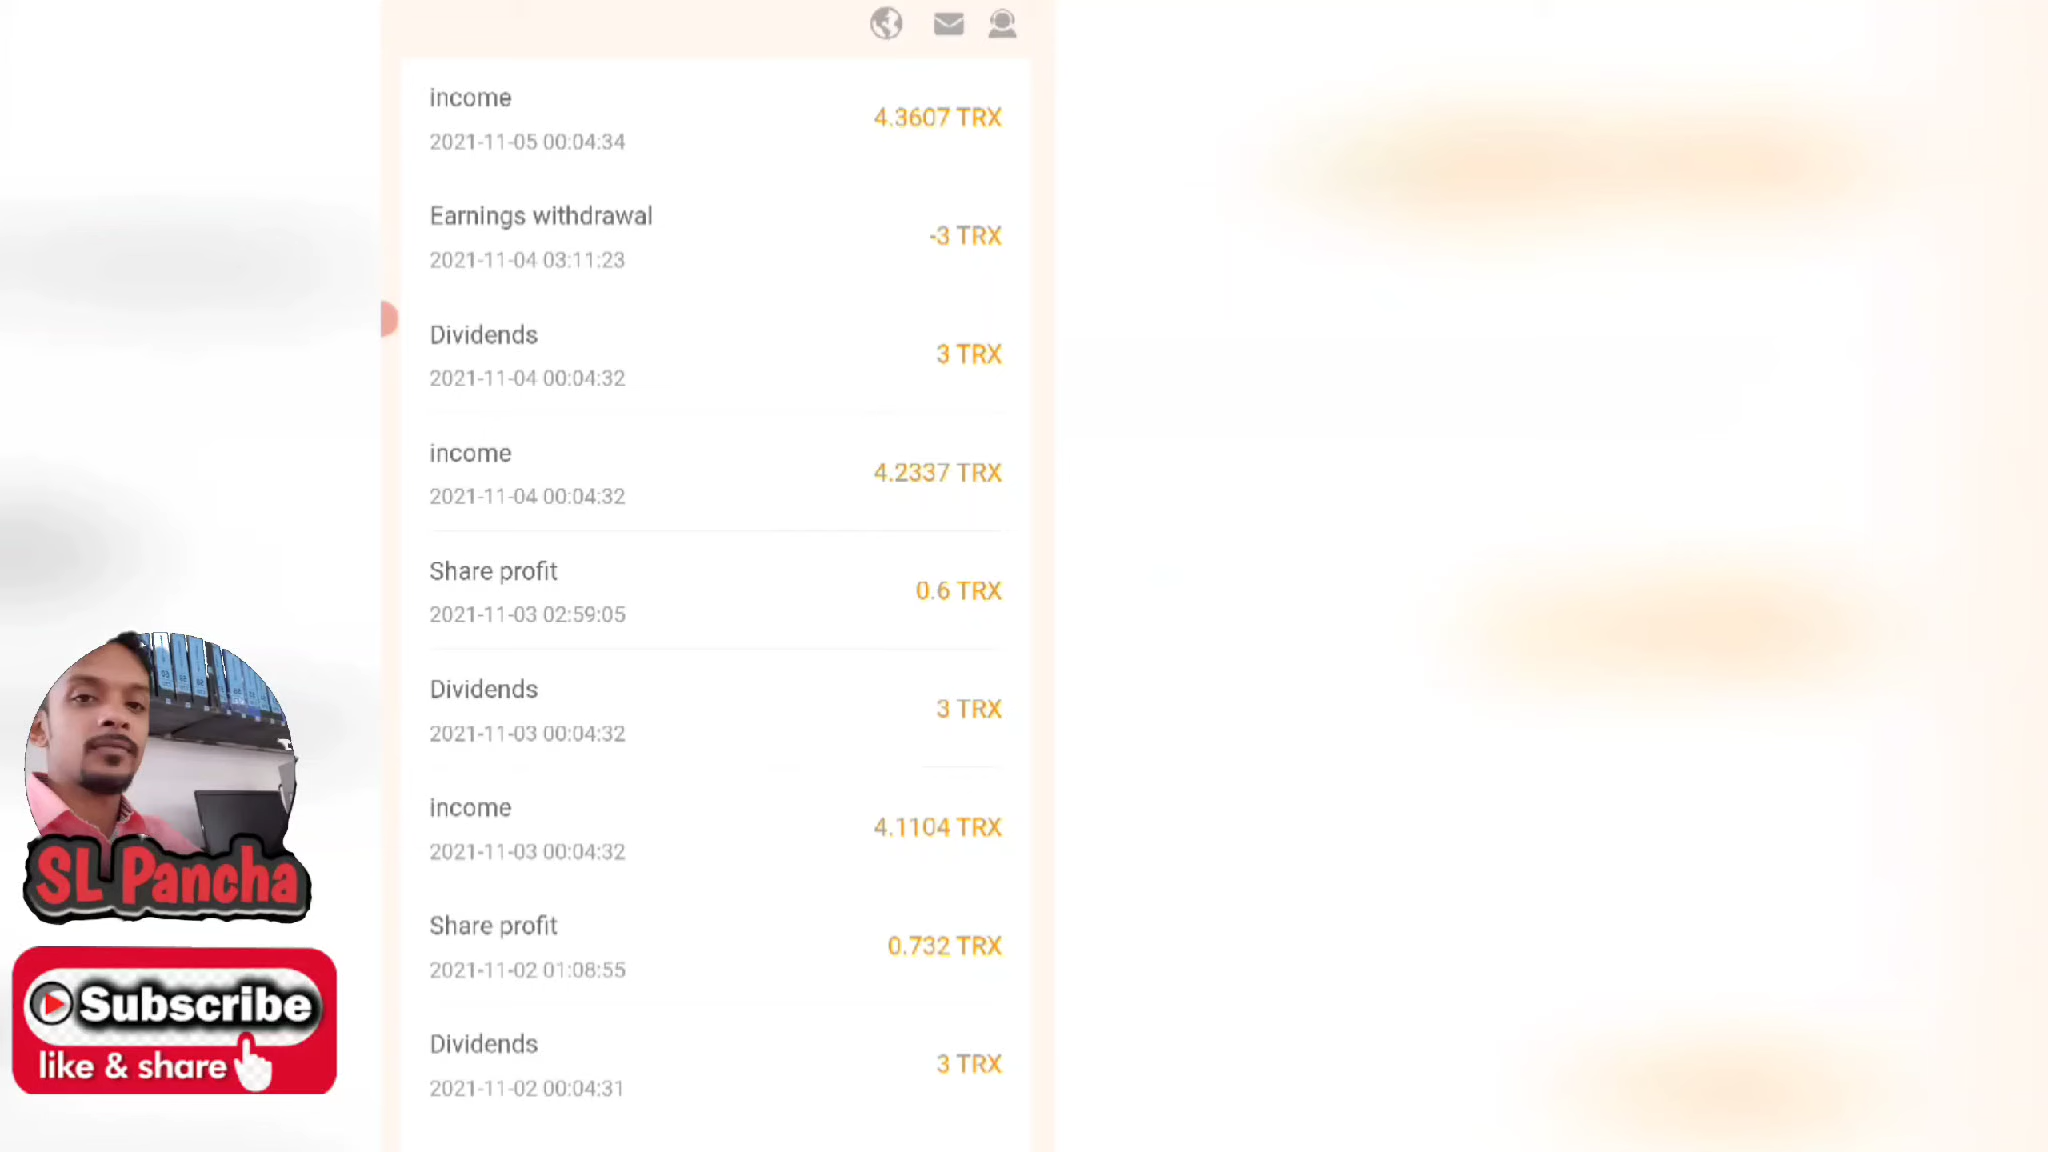 income
4.3607 TRX
2021-11-05 00:04:34
Earnings withdrawal
-3 TRX
2021-11-04 03:11:23
Dividends
3 TRX
2021-11-04 00:04:32
income
4.2337 TRX
2021-11-04 00:04:32
Share profit
0.6 TRX
2021-11-03 02:59:05
Dividends
3 TRX
2021-11-03 00:04:32
income
4.1104 TRX
2021-11-03 00:04:32
Share profit
0.732 TRX
2021-11-02 01:08:55
Dividends
3 TRX
2021-11-02 00:04:31
SL Pancha
Subscribe
like & share